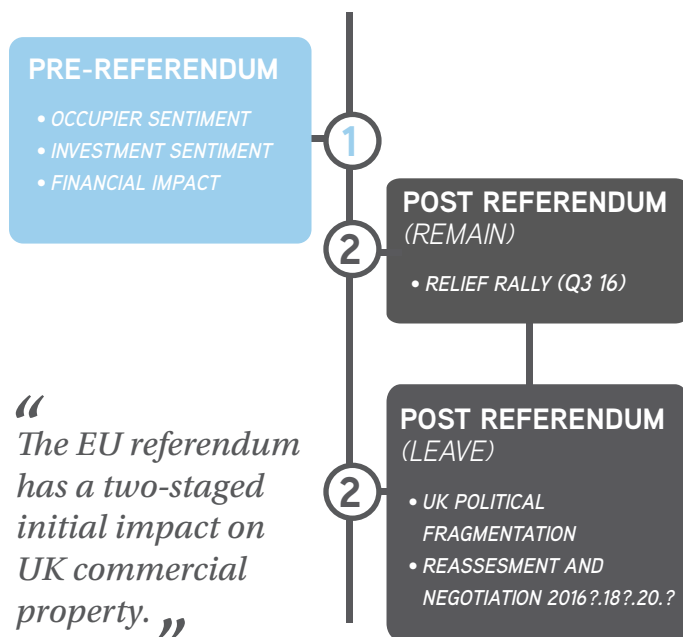 PRE-REFERENDUM
• OCCUPIER SENTIMENT
• INVESTMENT SENTIMENT
• FINANCIAL IMPACT
1
2
POST REFERENDUM
(REMAIN)
• RELIEF RALLY (Q3 16)
“
The EU referendum
has a two-staged
initial impact on
UK commercial
property. ”
2
POST REFERENDUM
(LEAVE)
• UK POLITICAL
FRAGMENTATION
• REASSESMENT AND
NEGOTIATION 2016?.18?.20.?